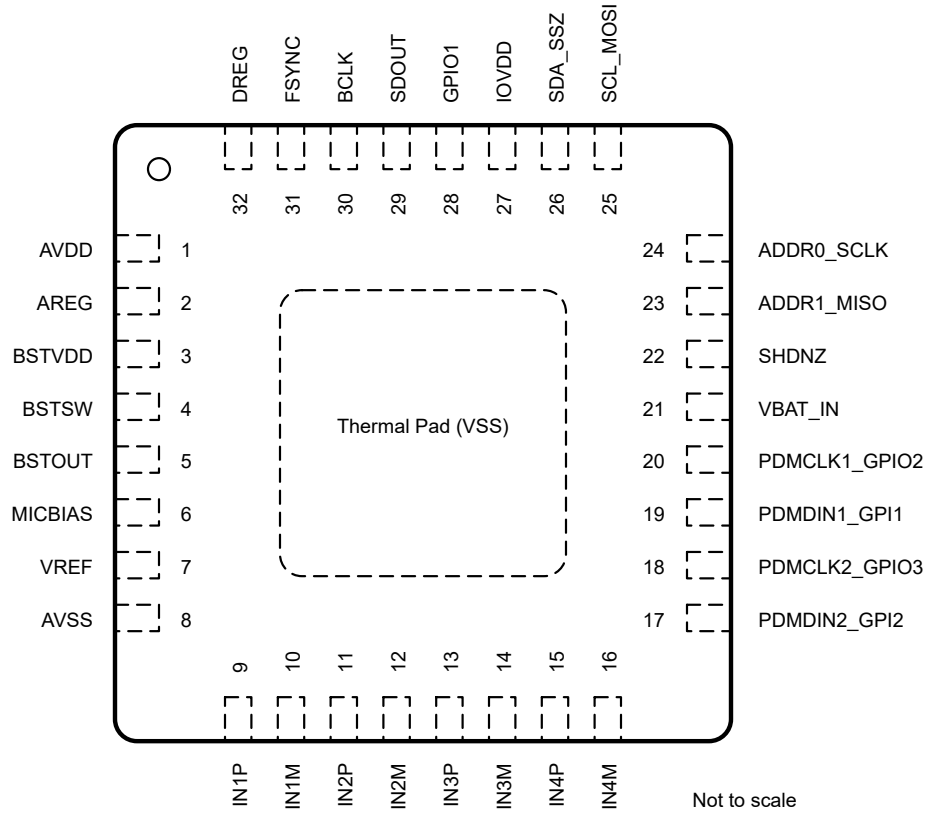 DREG
FSYNC
BCLK
SDOUT
GPIO1
IOVDD
SDA_SSZ
SCL_MOSI
32
31
30
29
28
27
26
25
AVDD 1
24 ADDR0_SCLK
AREG 2
23 ADDR1_MISO
BSTVDD 3
22 SHDNZ
BSTSW 4
21 VBAT_IN
Thermal Pad (VSS)
BSTOUT 5
20 PDMCLK1_GPIO2
MICBIAS 6
19 PDMDIN1_GPI1
VREF 7
18 PDMCLK2_GPIO3
AVSS 8
17 PDMDIN2_GPI2
9
10
11
12
13
14
15
16
IN1P
IN1M
IN2P
IN2M
IN3P
IN3M
IN4P
IN4M
Not to scale